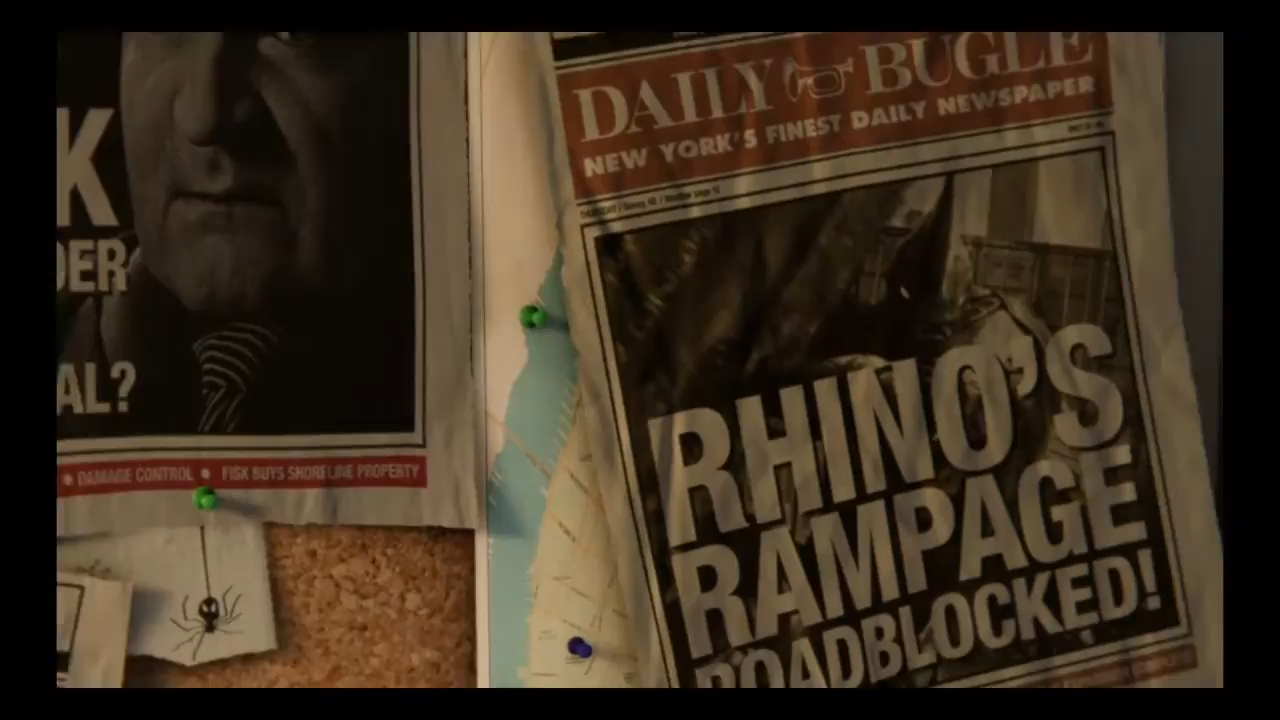 K
DER
AL?
• DAMAGE CONTROL • FISK BUYS SHORELINE PROPERTY
DAILY BUGLE
NEW YORK'S FINEST DAILY NEWSPAPER
RHINO'S
RAMPAGE
ROADBLOCKED!